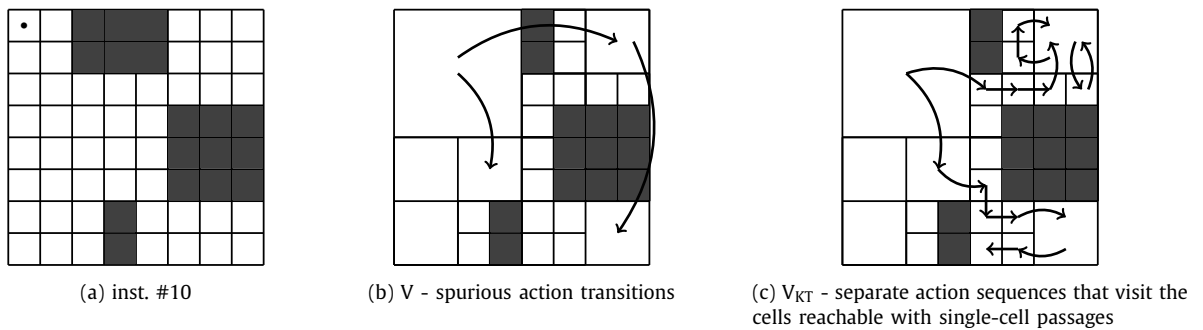 (a) inst. #10
(b) V - spurious action transitions
(c) V_KT - separate action sequences that visit the
cells reachable with single-cell passages